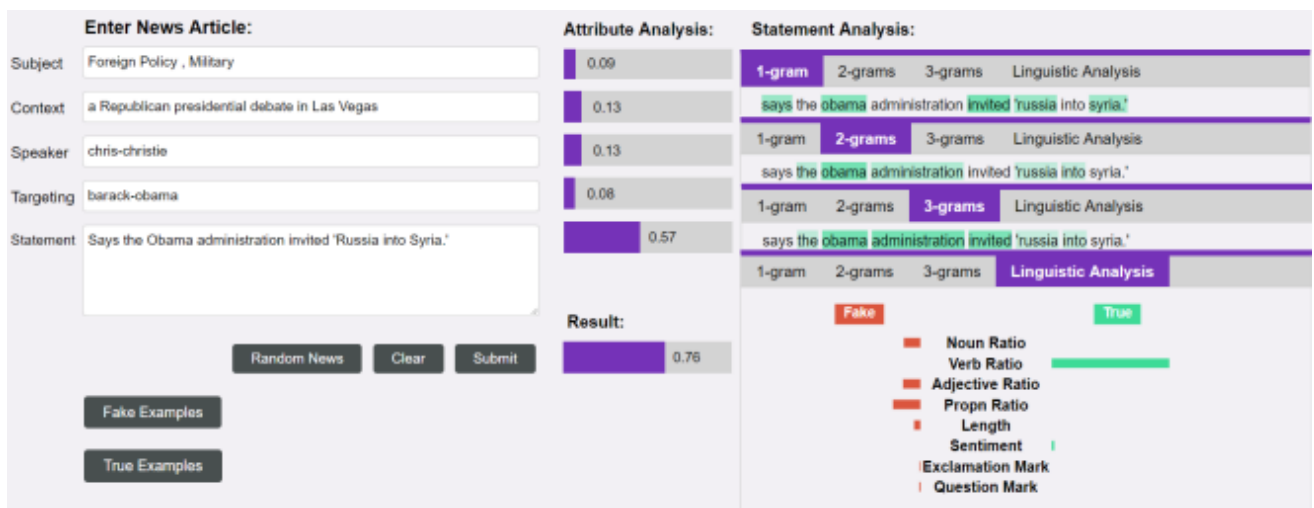 Enter News Article:
Subject
Foreign Policy , Military
Context
a Republican presidential debate in Las Vegas
Speaker
chris-christie
Targeting
barack-obama
Statement
Says the Obama administration invited 'Russia into Syria.'
Random News
Clear
Submit
Fake Examples
True Examples
Attribute Analysis:
0.09
0.13
0.13
0.08
0.57
Result:
0.76
Statement Analysis:
1-gram 2-grams 3-grams Linguistic Analysis
says the obama administration invited 'russia into syria.'
1-gram 2-grams 3-grams Linguistic Analysis
says the obama administration invited 'russia into syria.'
1-gram 2-grams 3-grams Linguistic Analysis
says the obama administration invited 'russia into syria.'
1-gram 2-grams 3-grams Linguistic Analysis
Fake
True
Noun Ratio
Verb Ratio
Adjective Ratio
Propn Ratio
Length
Sentiment
Exclamation Mark
Question Mark